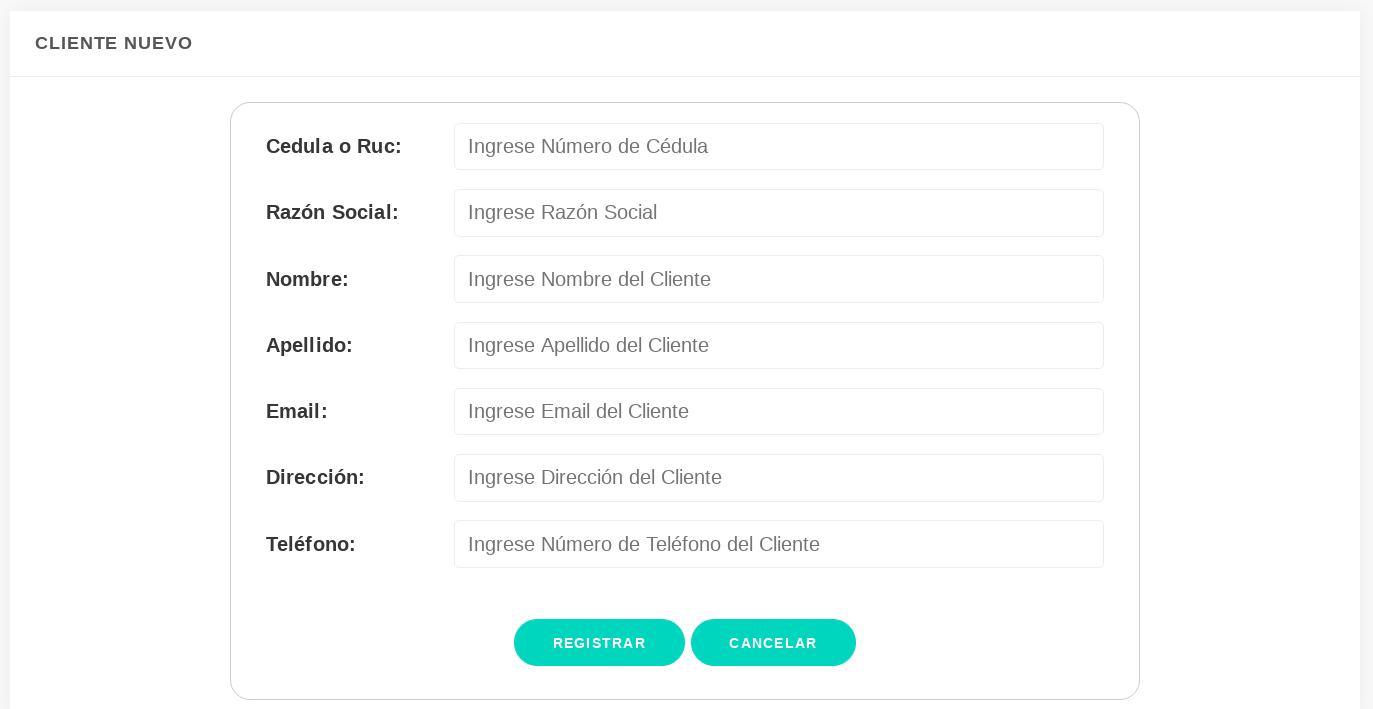 CLIENTE NUEVO
Cedula o Ruc: Ingrese Número de Cédula
Razón Social: Ingrese Razón Social
Nombre: Ingrese Nombre del Cliente
Apellido: Ingrese Apellido del Cliente
Email: Ingrese Email del Cliente
Dirección: Ingrese Dirección del Cliente
Teléfono: Ingrese Número de Teléfono del Cliente
REGISTRAR CANCELAR